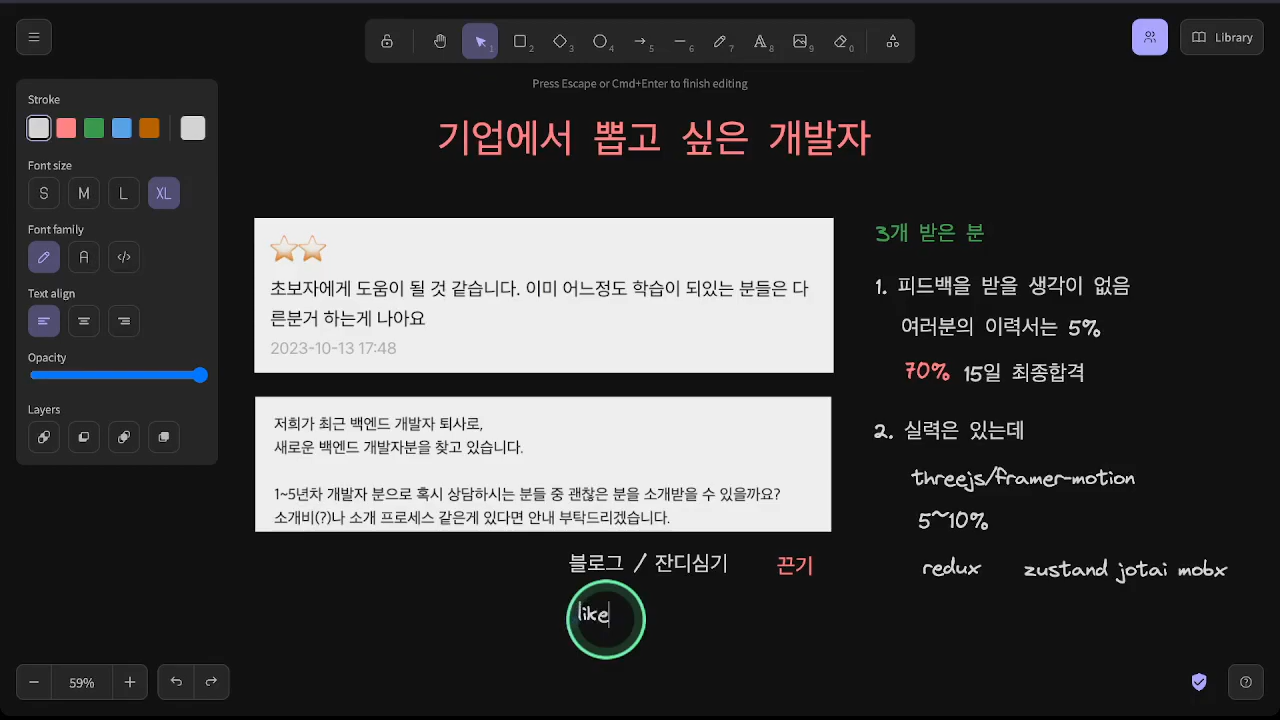 Library
1
2
3
4
5
6
7
8
9
0
Press Escape or Cmd+Enter to finish editing
Stroke
Font size
S M L XL
Font family
A </>
Text align
Opacity
Layers
기업에서 뽑고 싶은 개발자
초보자에게 도움이 될 것 같습니다. 이미 어느정도 학습이 되있는 분들은 다
른분거 하는게 나아요
2023-10-13 17:48
저희가 최근 백엔드 개발자 퇴사로,
새로운 백엔드 개발자분을 찾고 있습니다.
1~5년차 개발자 분으로 혹시 상담하시는 분들 중 괜찮은 분을 소개받을 수 있을까요?
소개비(?)나 소개 프로세스 같은게 있다면 안내 부탁드리겠습니다.
블로그 / 잔디심기 끈기
like
3개 받은 분
1. 피드백을 받을 생각이 없음
여러분의 이력서는 5%
70% 15일 최종합격
2. 실력은 있는데
threejs/framer-motion
5~10%
redux zustand jotai mobx
59%